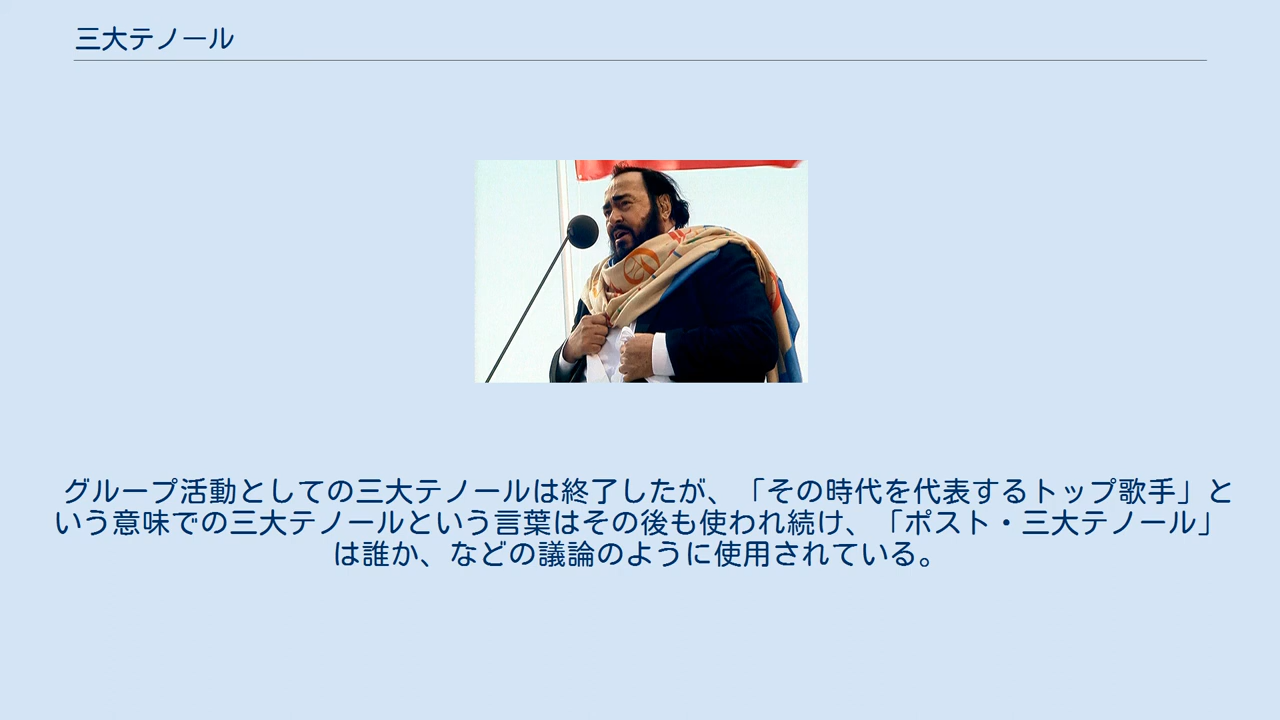 三大テノール
グループ活動としての三大テノールは終了したが、「その時代を代表するトップ歌手」と
いう意味での三大テノールという言葉はその後も使われ続け、「ポスト・三大テノール」
は誰か、などの議論のように使用されている。